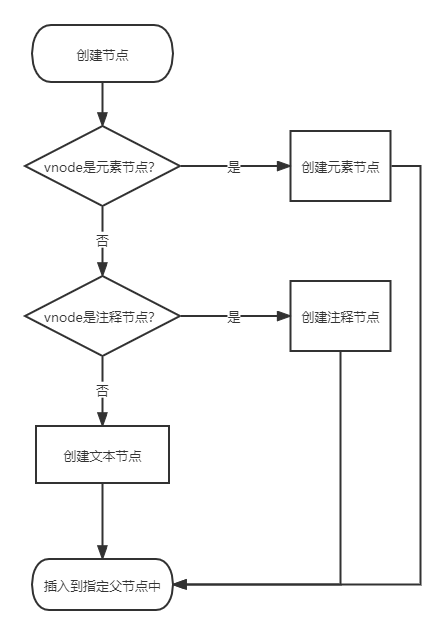 创建节点
vnode是元素节点?
是
创建元素节点
否
vnode是注释节点?
是
创建注释节点
否
创建文本节点
插入到指定父节点中